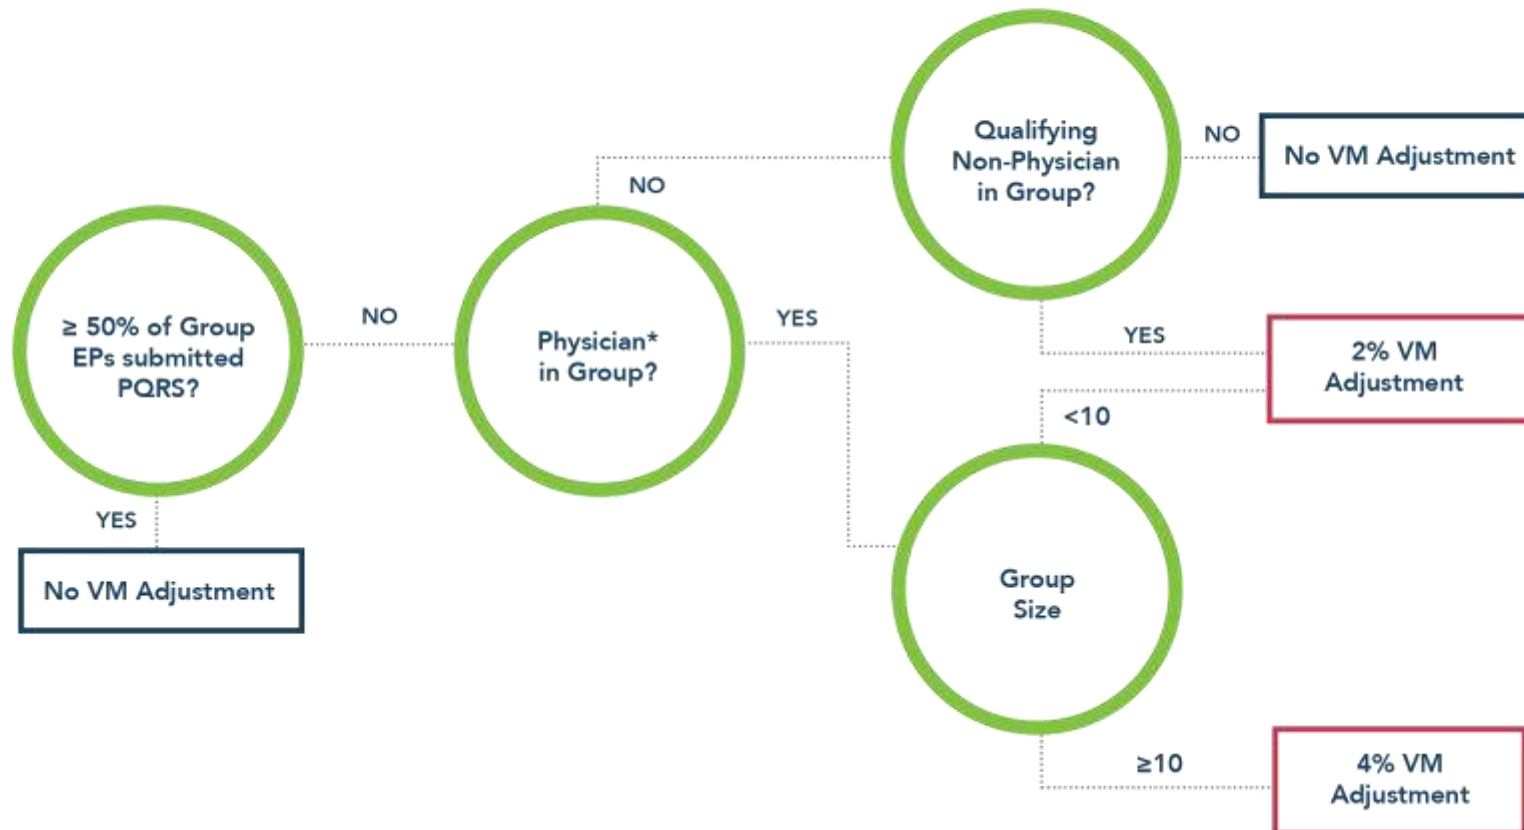 ≥ 50% of Group
EPs submitted
PQRS?
YES
No VM Adjustment
NO
Physician*
in Group?
NO
Qualifying
Non-Physician
in Group?
NO
No VM Adjustment
YES
2% VM
Adjustment
YES
Group
Size
<10
≥10
4% VM
Adjustment